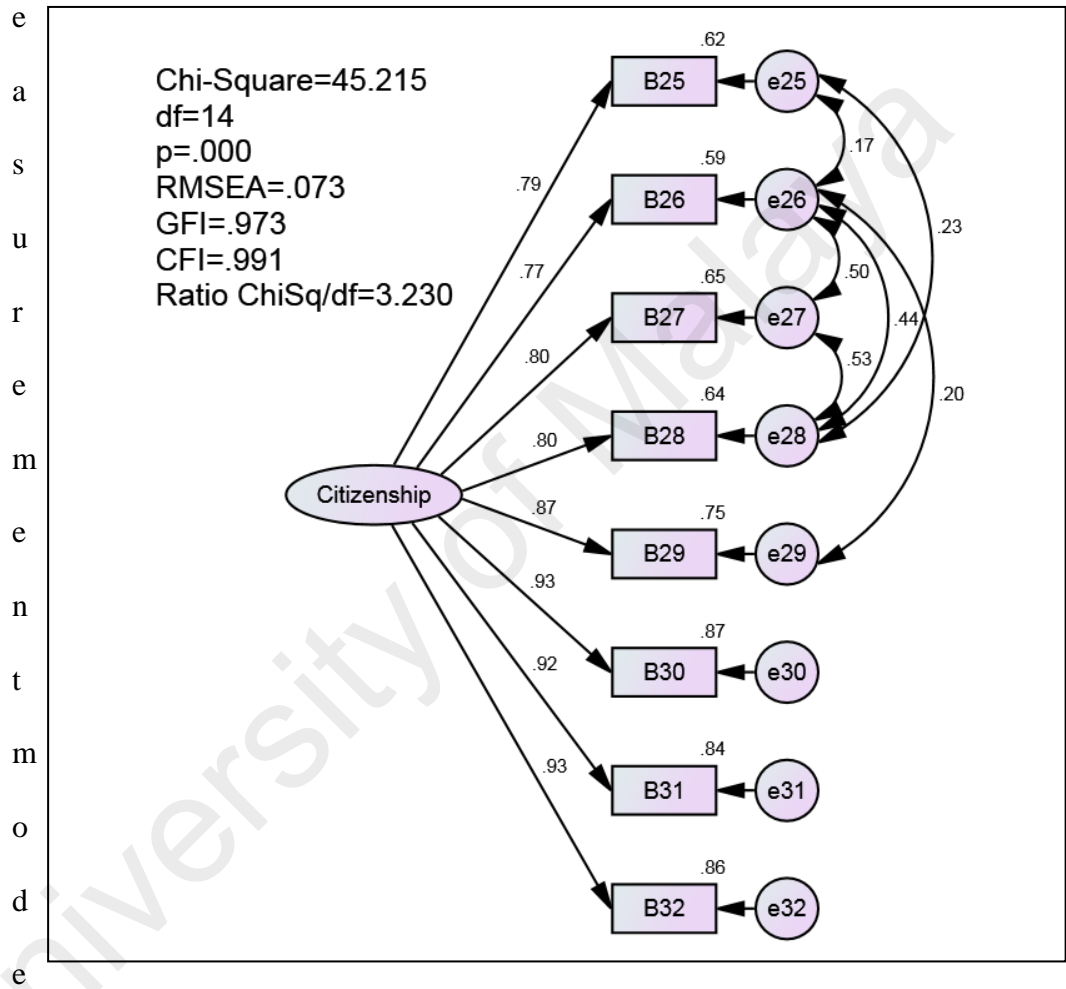 e
a
s
u
r
e
m
e
n
t
m
o
d
e
Chi-Square=45.215
df=14
p=.000
RMSEA=.073
GFI=.973
CFI=.991
Ratio ChiSq/df=3.230
Citizenship
.79
.77
.80
.80
.87
.93
.92
.93
.62
B25
e25
.59
B26
e26
.65
B27
e27
.64
B28
e28
.75
B29
e29
.87
B30
e30
.84
B31
e31
.86
B32
e32
.17
.23
.50
.44
.53
.20
niversity of Malaya